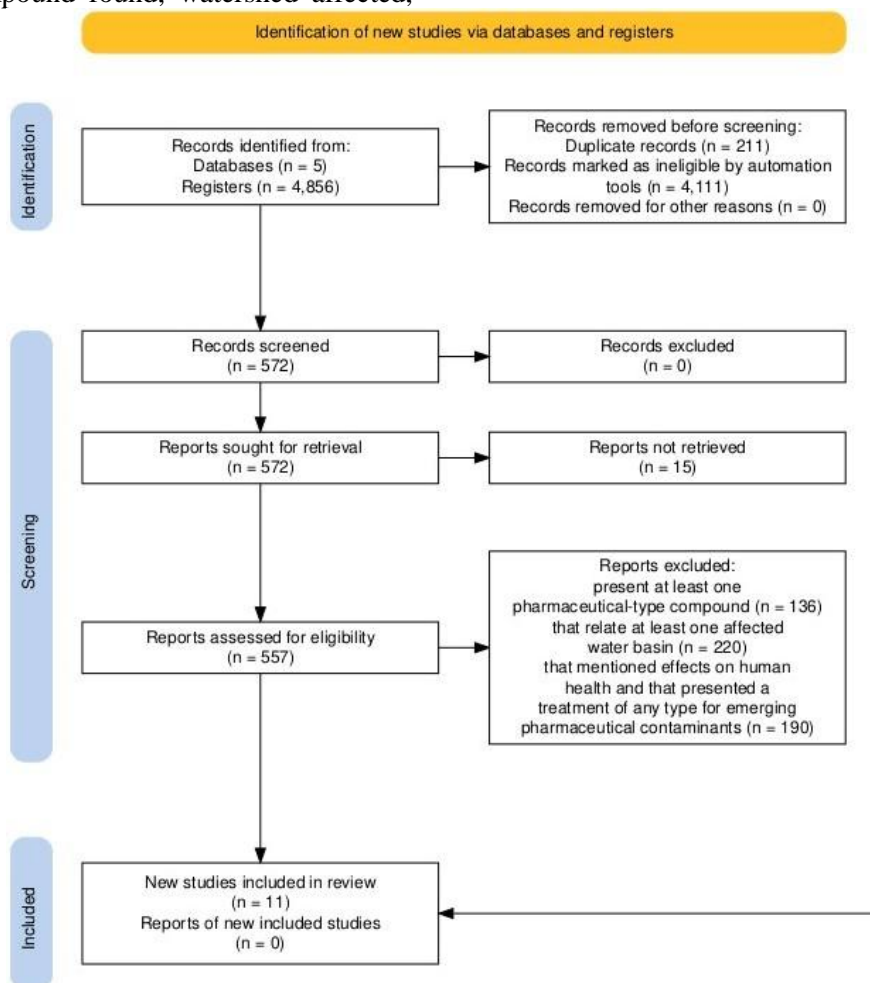 pound found, watershed affected,
Identification of new studies via databases and registers
Identification
Records identified from:
Databases (n = 5)
Registers (n = 4,856)
Records removed before screening:
Duplicate records (n = 211)
Records marked as ineligible by automation
tools (n = 4,111)
Records removed for other reasons (n = 0)
Screening
Records screened
(n = 572)
Records excluded
(n = 0)
Reports sought for retrieval
(n = 572)
Reports not retrieved
(n = 15)
Reports assessed for eligibility
(n = 557)
Reports excluded:
present at least one
pharmaceutical-type compound (n = 136)
that relate at least one affected
water basin (n = 220)
that mentioned effects on human
health and that presented a
treatment of any type for emerging
pharmaceutical contaminants (n = 190)
Included
New studies included in review
(n = 11)
Reports of new included studies
(n = 0)